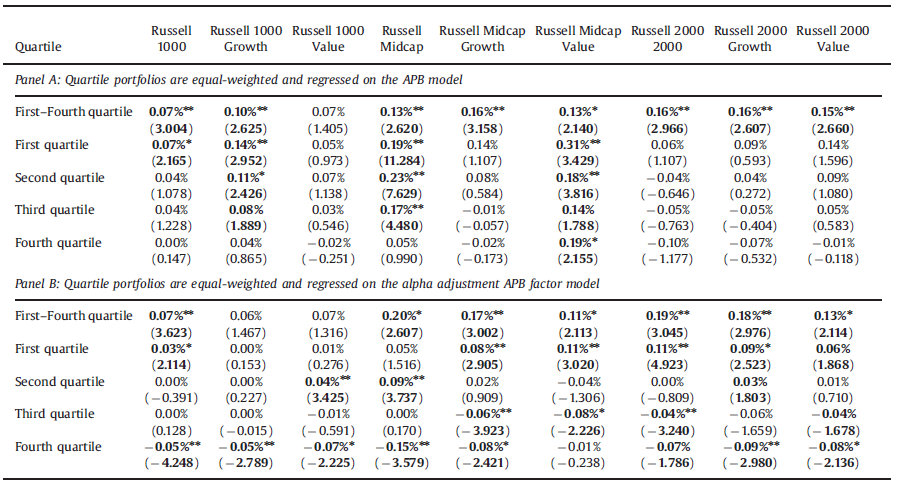 Quartile Russell 1000 Russell 1000 Growth Russell 1000 Value Russell Midcap Russell Midcap Growth Russell Midcap Value Russell 2000 2000 Russell 2000 Growth Russell 2000 Value
Panel A: Quartile portfolios are equal-weighted and regressed on the APB model
First–Fourth quartile 0.07%** 0.10%** 0.07% 0.13%** 0.16%** 0.13%* 0.16%** 0.16%** 0.15%**
(3.004) (2.625) (1.405) (2.620) (3.158) (2.140) (2.966) (2.607) (2.660)
First quartile 0.07%* 0.14%** 0.05% 0.19%** 0.14% 0.31%** 0.06% 0.09% 0.14%
(2.165) (2.952) (0.973) (11.284) (1.107) (3.429) (1.107) (0.593) (1.596)
Second quartile 0.04% 0.11%* 0.07% 0.23%** 0.08% 0.18%** −0.04% 0.04% 0.09%
(1.078) (2.426) (1.138) (7.629) (0.584) (3.816) (−0.646) (0.272) (1.080)
Third quartile 0.04% 0.08% 0.03% 0.17%** −0.01% 0.14% −0.05% −0.05% 0.05%
(1.228) (1.889) (0.546) (4.480) (−0.057) (1.788) (−0.763) (−0.404) (0.583)
Fourth quartile 0.00% 0.04% −0.02% 0.05% −0.02% 0.19%* −0.10% −0.07% −0.01%
(0.147) (0.865) (−0.251) (0.990) (−0.173) (2.155) (−1.177) (−0.532) (−0.118)
Panel B: Quartile portfolios are equal-weighted and regressed on the alpha adjustment APB factor model
First–Fourth quartile 0.07%** 0.06% 0.07% 0.20%* 0.17%** 0.11%* 0.19%** 0.18%** 0.13%*
(3.623) (1.467) (1.316) (2.607) (3.002) (2.113) (3.045) (2.976) (2.114)
First quartile 0.03%* 0.00% 0.01% 0.05% 0.08%** 0.11%** 0.11%** 0.09%* 0.06%
(2.114) (0.153) (0.276) (1.516) (2.905) (3.020) (4.923) (2.523) (1.868)
Second quartile 0.00% 0.00% 0.04%** 0.09%** 0.02% −0.04% 0.00% 0.03% 0.01%
(−0.391) (0.227) (3.425) (3.737) (0.909) (−1.306) (−0.809) (1.803) (0.710)
Third quartile 0.00% 0.00% −0.01% 0.00% −0.06%** −0.08%* −0.04%** −0.06% −0.04%
(0.128) (−0.015) (−0.591) (0.170) (−3.923) (−2.226) (−3.240) (−1.659) (−1.678)
Fourth quartile −0.05%** −0.05%** −0.07%* −0.15%** −0.08%* −0.01% −0.07% −0.09%** −0.08%*
(−4.248) (−2.789) (−2.225) (−3.579) (−2.421) (−0.238) (−1.786) (−2.980) (−2.136)